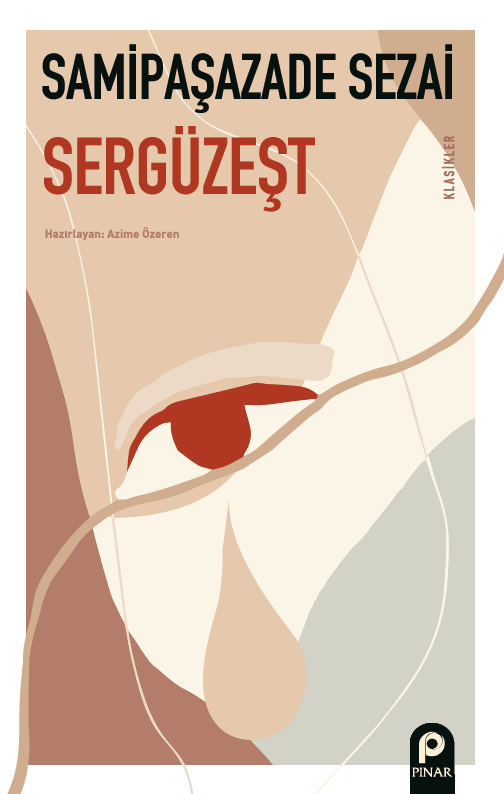 SAMİPAŞAZADE SEZAİ
SERGÜZEŞT
KLASİKLER
Hazırlayan: Azime Özeren
PINAR